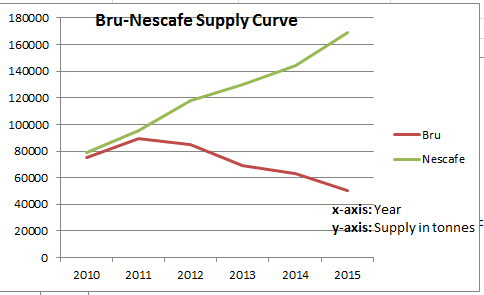 Bru-Nescafe Supply Curve
180000
160000
140000
120000
100000
80000
60000
40000
20000
0
2010 2011 2012 2013 2014 2015
Bru
Nescafe
x-axis: Year
y-axis: Supply in tonnes